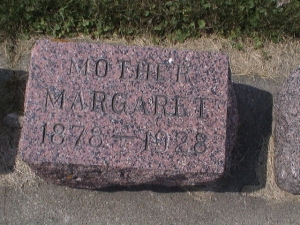 MOTHER
MARGARET
1878 — 1928